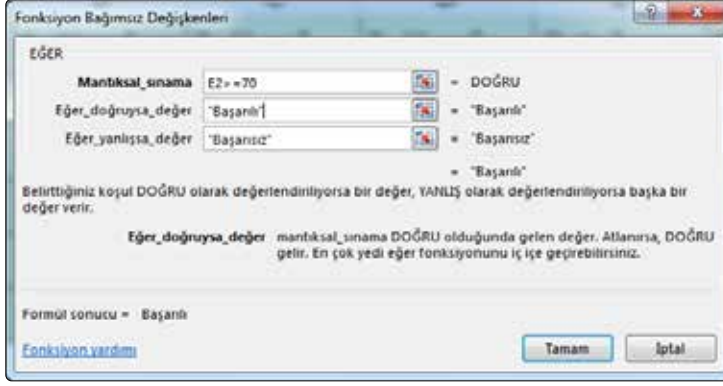 Fonksiyon Bağımsız Değişkenleri
EĞER
Mantıksal_sınama E2>=70 = DOĞRU
Eğer_doğruysa_değer "Başarılı" = "Başarılı"
Eğer_yanlışsa_değer "Başarısız" = "Başarısız"
= "Başarılı"
Belirttiğiniz koşul DOĞRU olarak değerlendiriliyorsa bir değer, YANLIŞ olarak değerlendiriliyorsa başka bir
değer verir.
Eğer_doğruysa_değer mantıksal_sınama DOĞRU olduğunda gelen değer. Atlanırsa, DOĞRU
gelir. En çok yedi eğer fonksiyonunu iç içe geçirebilirsiniz.
Formül sonucu = Başarılı
Fonksiyon yardımı
Tamam
İptal